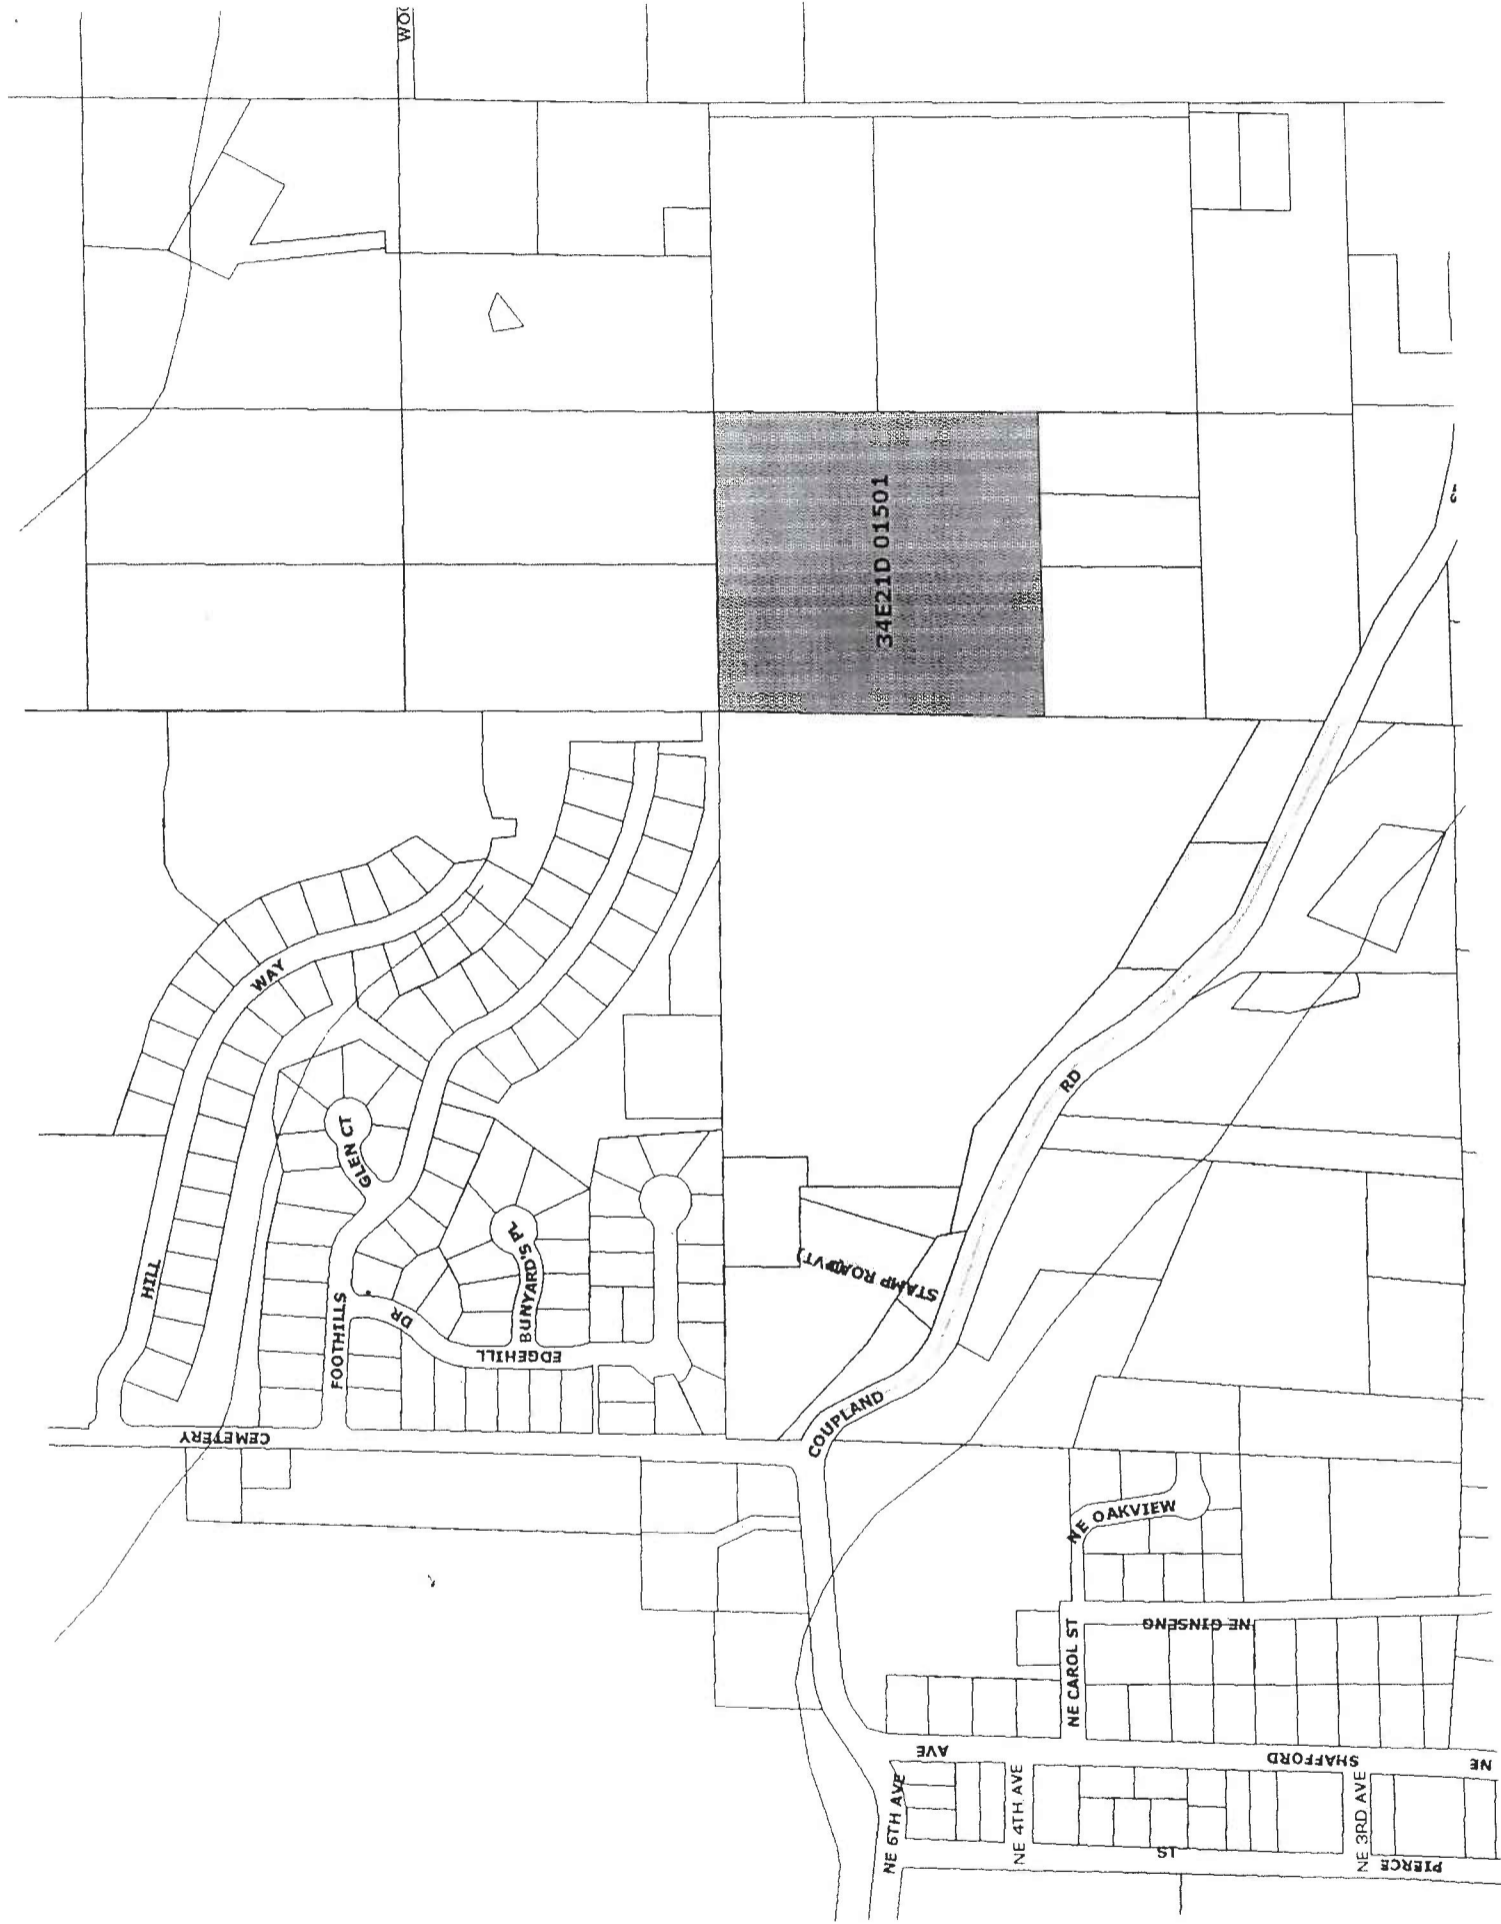 WOO
34E21D 01501
WAY
GLEN CT
RD
HILL
BUNYARD'S PL
STAMP ROAD
FOOTHILLS
DR
EDGEHILL
CEMETERY
COUPLAND
NE OAKVIEW
NE GINSENG
NE CAROL ST
AVE
SHAFFORD
NE
NE 6TH AVE
NE 4TH AVE
ST
NE 3RD AVE
PIERCE